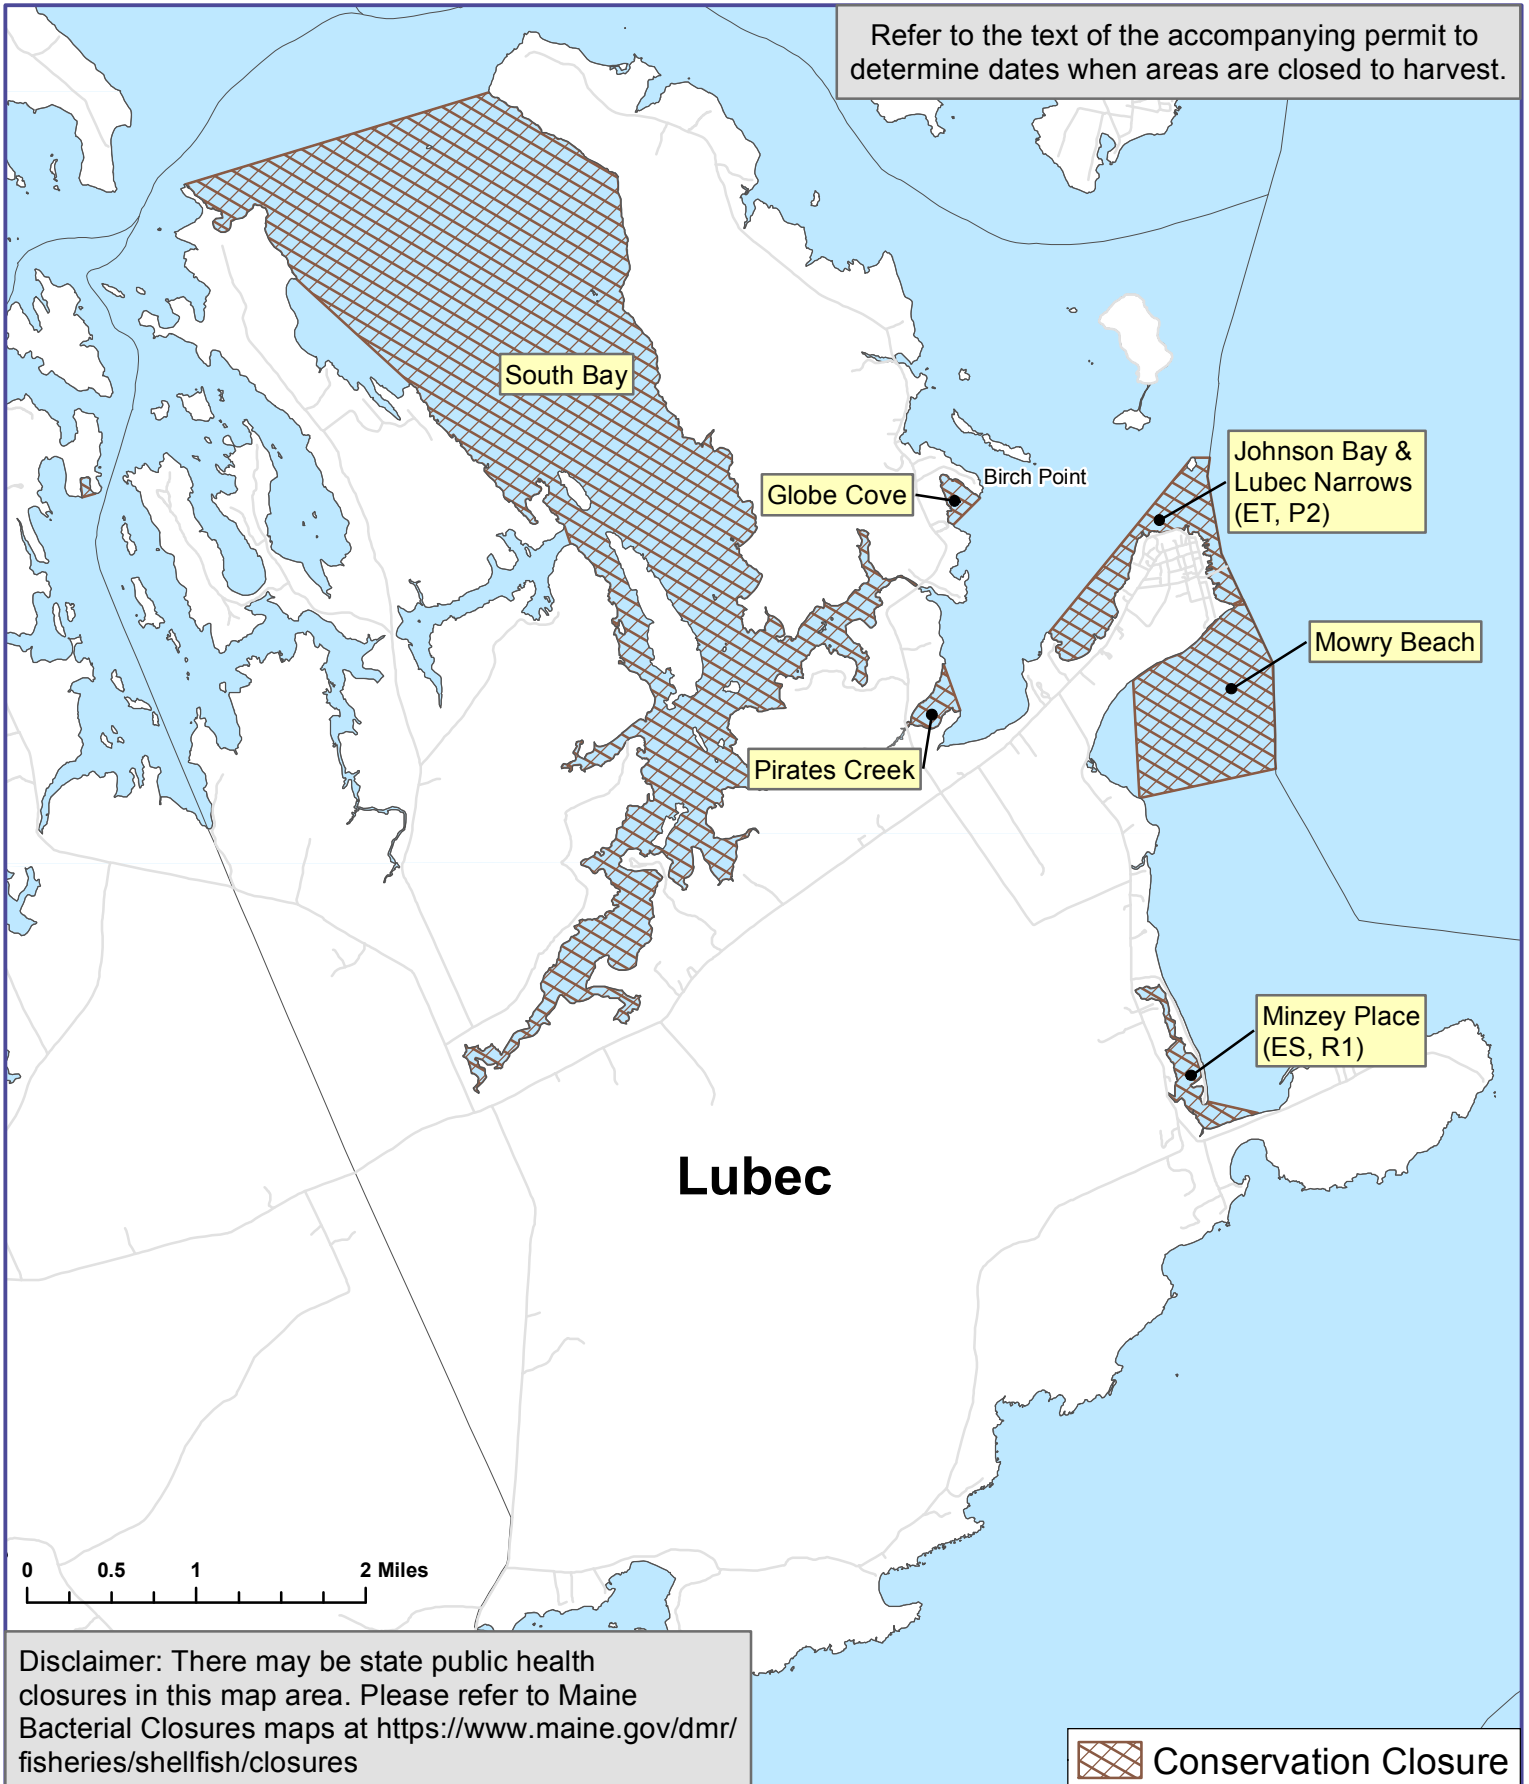 Refer to the text of the accompanying permit to
determine dates when areas are closed to harvest.
South Bay
Johnson Bay &
Lubec Narrows
(ET, P2)
Birch Point
Globe Cove
Mowry Beach
Pirates Creek
Minzey Place
(ES, R1)
Lubec
0 0.5 1 2 Miles
Disclaimer: There may be state public health
closures in this map area. Please refer to Maine
Bacterial Closures maps at https://www.maine.gov/dmr/
fisheries/shellfish/closures
Conservation Closure